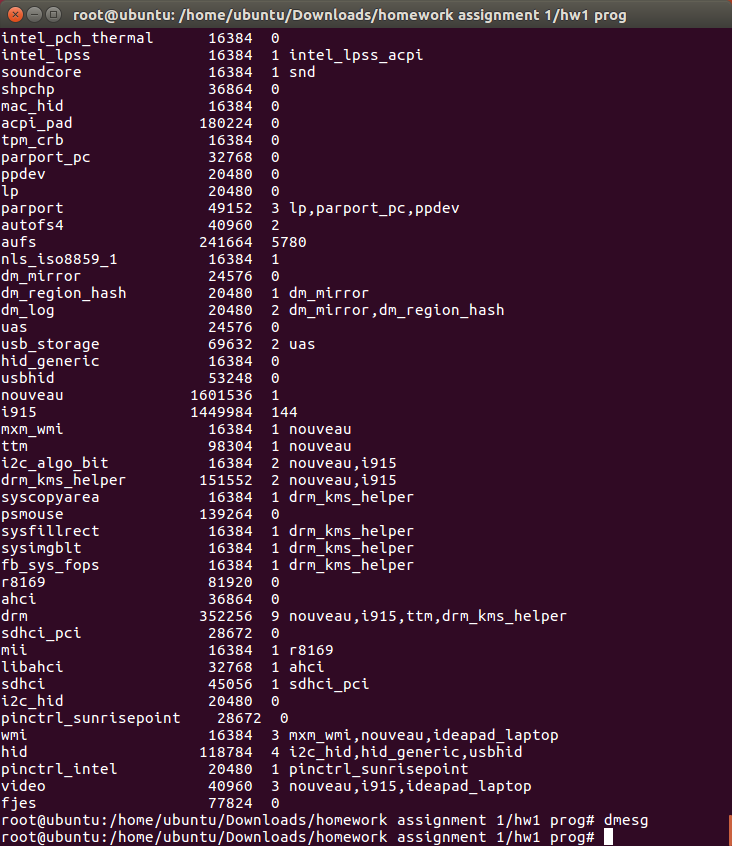 root@ubuntu: /home/ubuntu/Downloads/homework assignment 1/hw1 prog
intel_pch_thermal      16384  0
intel_lpss             16384  1 intel_lpss_acpi
soundcore              16384  1 snd
shpchp                 36864  0
mac_hid                16384  0
acpi_pad              180224  0
tpm_crb                16384  0
parport_pc             32768  0
ppdev                  20480  0
lp                     20480  0
parport                49152  3 lp,parport_pc,ppdev
autofs4                40960  2
aufs                  241664  5780
nls_iso8859_1          16384  1
dm_mirror              24576  0
dm_region_hash         20480  1 dm_mirror
dm_log                 20480  2 dm_mirror,dm_region_hash
uas                    24576  0
usb_storage            69632  2 uas
hid_generic            16384  0
usbhid                 53248  0
nouveau              1601536  1
i915                 1449984  144
mxm_wmi                16384  1 nouveau
ttm                    98304  1 nouveau
i2c_algo_bit           16384  2 nouveau,i915
drm_kms_helper        151552  2 nouveau,i915
syscopyarea            16384  1 drm_kms_helper
psmouse               139264  0
sysfillrect            16384  1 drm_kms_helper
sysimgblt              16384  1 drm_kms_helper
fb_sys_fops            16384  1 drm_kms_helper
r8169                  81920  0
ahci                   36864  0
drm                   352256  9 nouveau,i915,ttm,drm_kms_helper
sdhci_pci              28672  0
mii                    16384  1 r8169
libahci                32768  1 ahci
sdhci                  45056  1 sdhci_pci
i2c_hid                20480  0
pinctrl_sunrisepoint    28672  0
wmi                    16384  3 mxm_wmi,nouveau,ideapad_laptop
hid                   118784  4 i2c_hid,hid_generic,usbhid
pinctrl_intel          20480  1 pinctrl_sunrisepoint
video                  40960  3 nouveau,i915,ideapad_laptop
fjes                   77824  0
root@ubuntu:/home/ubuntu/Downloads/homework assignment 1/hw1 prog# dmesg
root@ubuntu:/home/ubuntu/Downloads/homework assignment 1/hw1 prog#